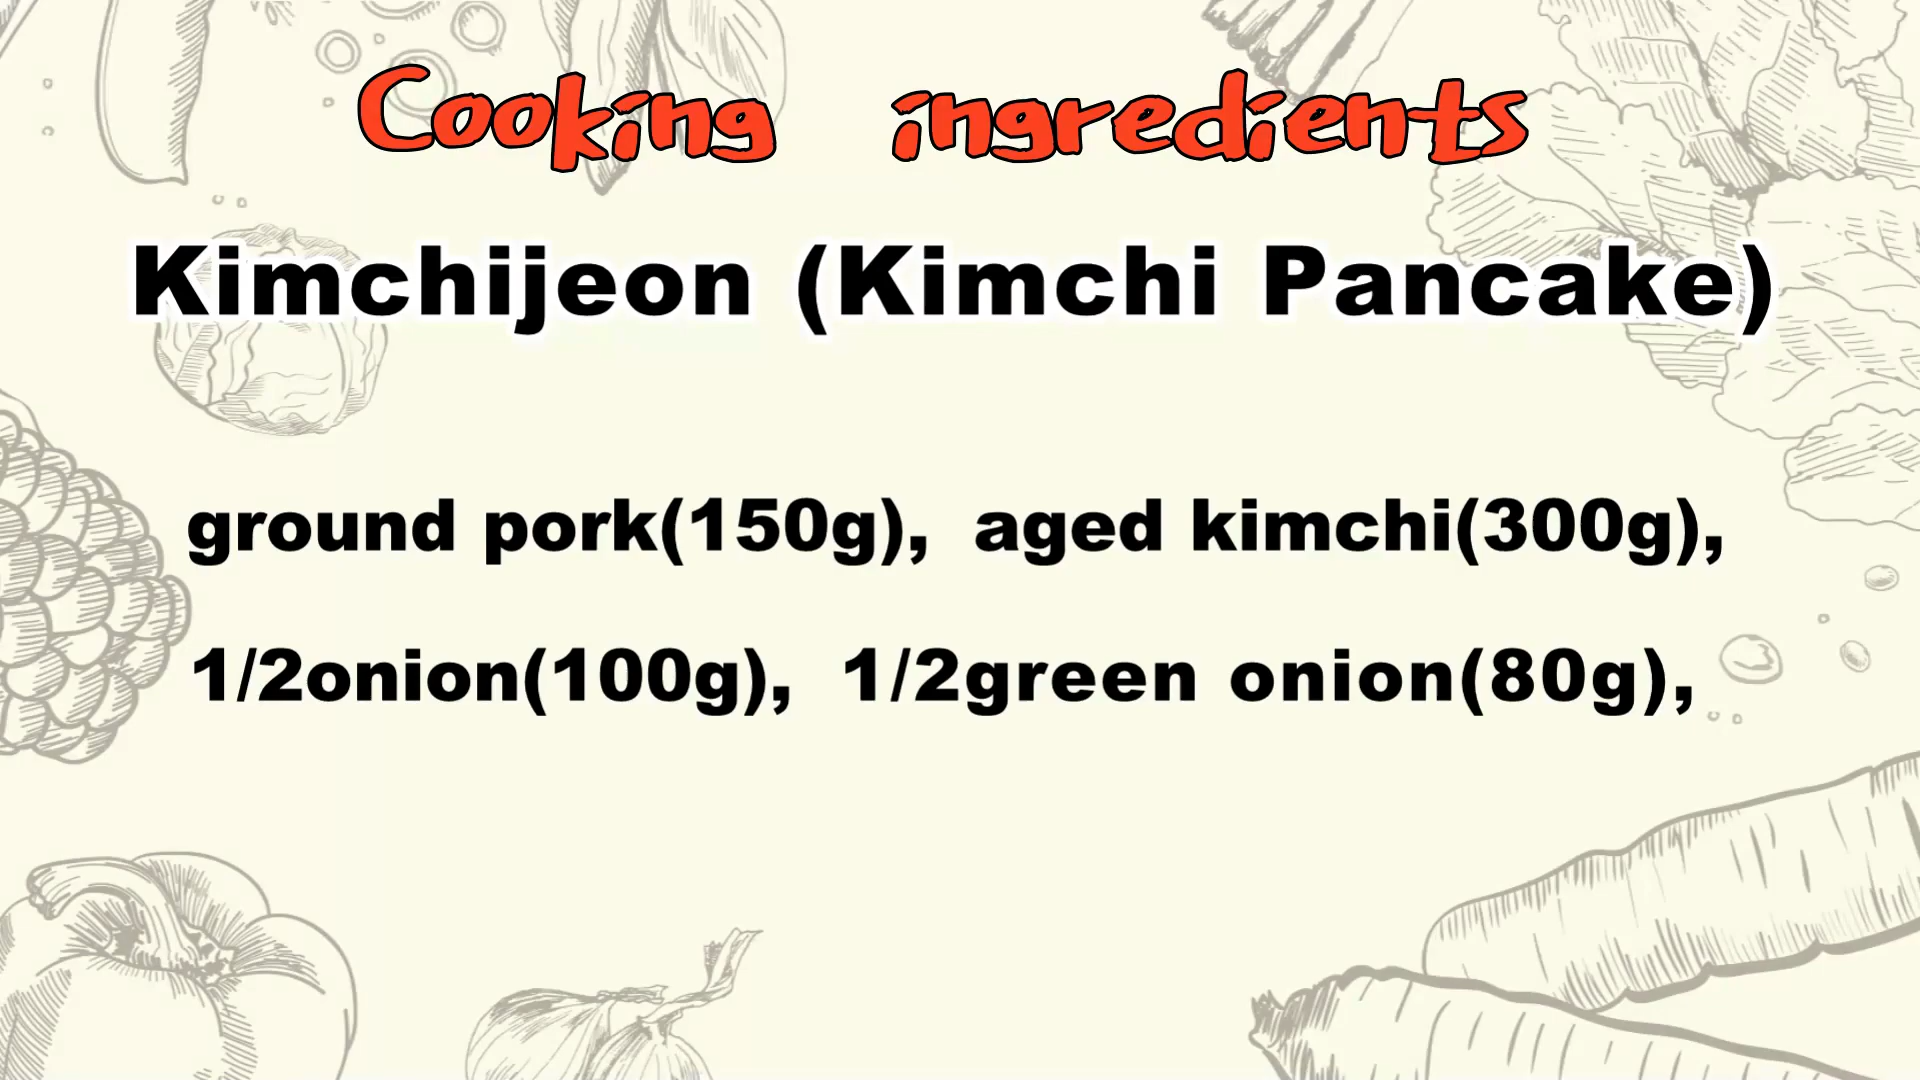 Cooking ingredients
Kimchijeon (Kimchi Pancake)
ground pork(150g), aged kimchi(300g),
1/2onion(100g), 1/2green onion(80g),